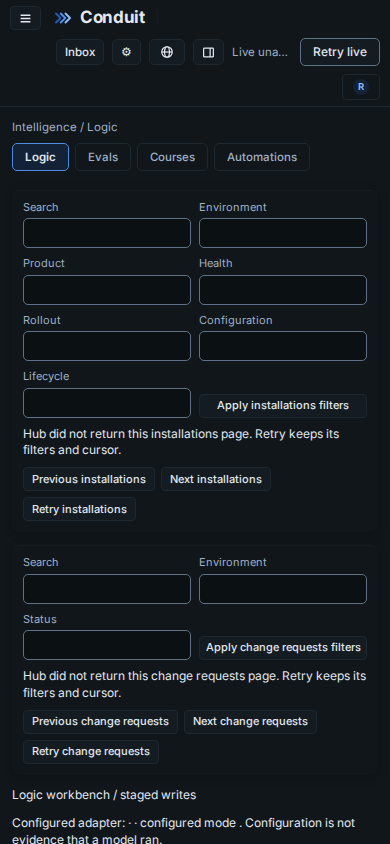 Conduit
Inbox
Live una...
Retry live
R
Intelligence / Logic
Logic
Evals
Courses
Automations
Search
Environment
Product
Health
Rollout
Configuration
Lifecycle
Apply installations filters
Hub did not return this installations page. Retry keeps its
filters and cursor.
Previous installations
Next installations
Retry installations
Search
Environment
Status
Apply change requests filters
Hub did not return this change requests page. Retry keeps its
filters and cursor.
Previous change requests
Next change requests
Retry change requests
Logic workbench / staged writes
Configured adapter: · · configured mode . Configuration is not
evidence that a model ran.